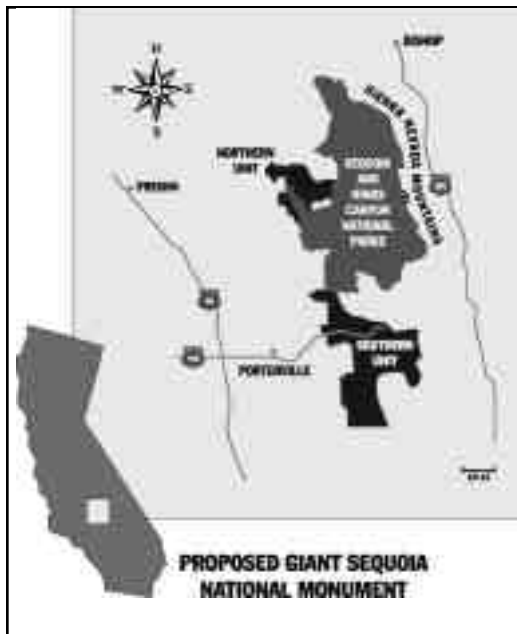 BISHOP
N
W
E
S
SIERRA NEVADA MOUNTAINS
NORTHERN
UNIT
FRESNO
SEQUOIA
AND
KINGS
CANYON
NATIONAL
PARKS
SOUTHERN
UNIT
PORTERVILLE
PROPOSED GIANT SEQUOIA
NATIONAL MONUMENT